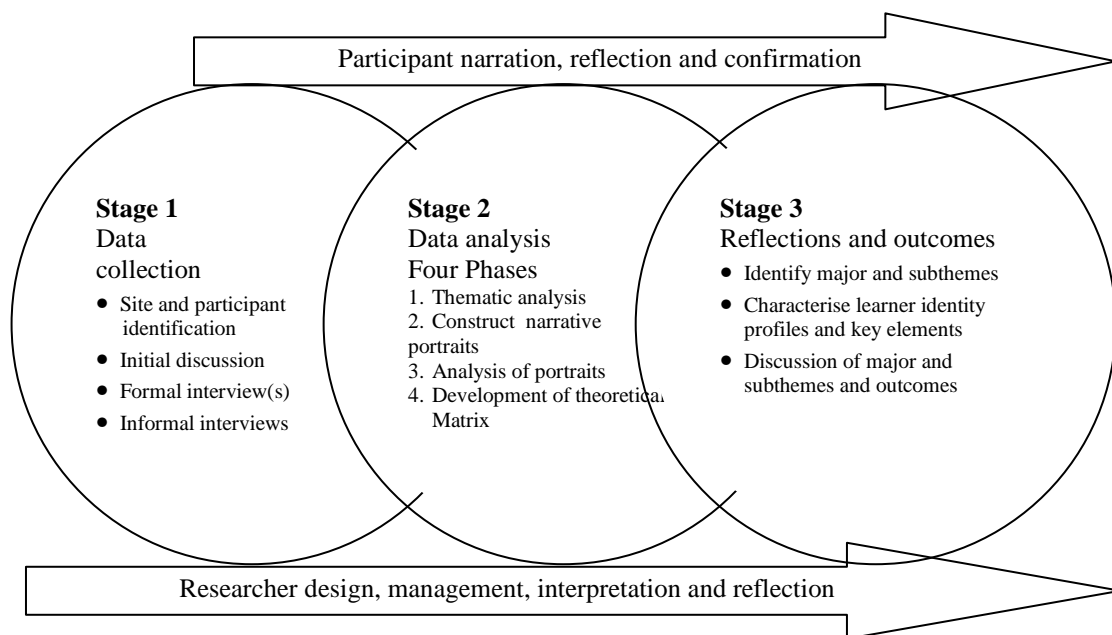 Participant narration, reflection and confirmation
Stage 1
Data
collection
• Site and participant
identification
• Initial discussion
• Formal interview(s)
• Informal interviews
Stage 2
Data analysis
Four Phases
1. Thematic analysis
2. Construct narrative
portraits
3. Analysis of portraits
4. Development of theoretical
Matrix
Stage 3
Reflections and outcomes
• Identify major and subthemes
• Characterise learner identity
profiles and key elements
• Discussion of major and
subthemes and outcomes
Researcher design, management, interpretation and reflection